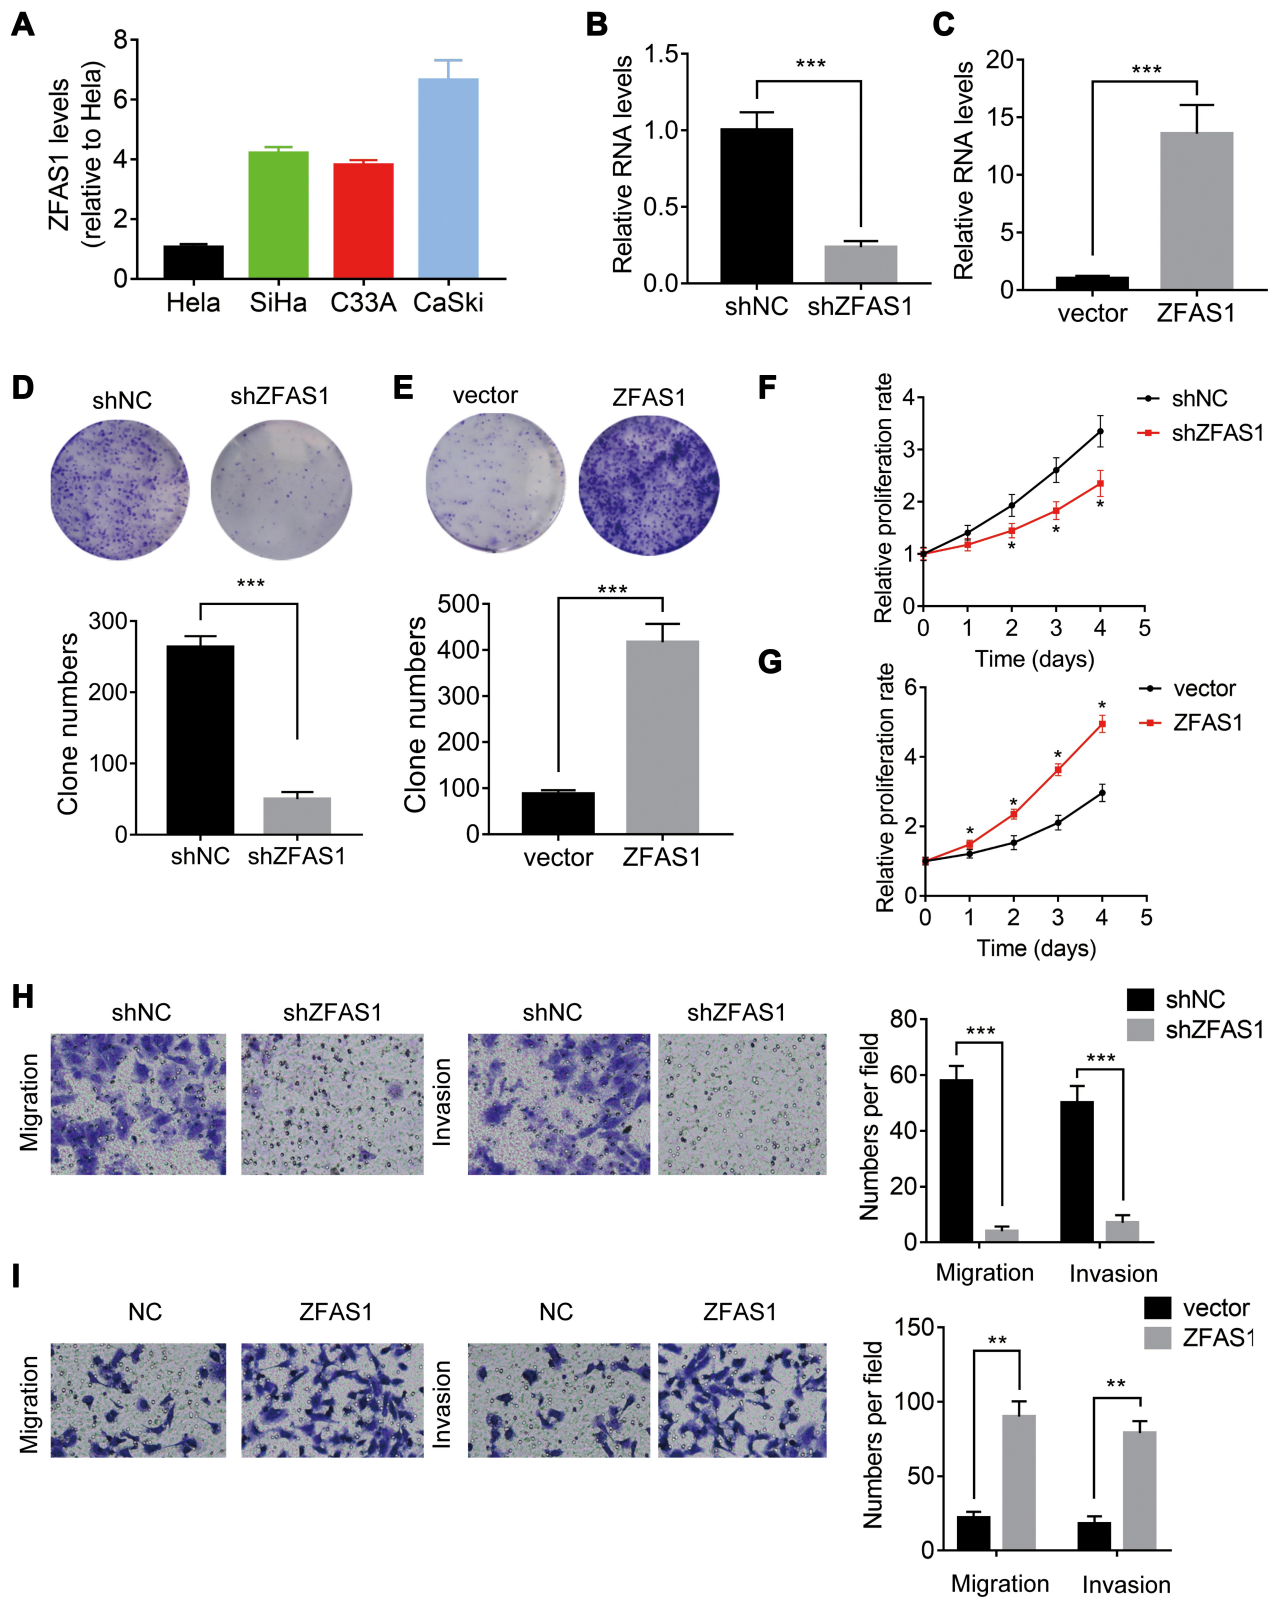 A
ZFAS1 levels
(relative to Hela)
8
6
4
2
0
Hela
SiHa
C33A
CaSki
B
Relative RNA levels
1.5
1.0
0.5
0.0
***
shNC
shZFAS1
C
Relative RNA levels
20
15
10
5
0
***
vector
ZFAS1
D
shNC
shZFAS1
Clone numbers
300
200
100
0
***
shNC
shZFAS1
E
vector
ZFAS1
Clone numbers
500
400
300
200
100
0
***
vector
ZFAS1
F
Relative proliferation rate
4
3
2
1
0
shNC
shZFAS1
*
*
*
0
1
2
3
4
5
Time (days)
G
Relative proliferation rate
6
4
2
0
vector
ZFAS1
*
*
*
*
0
1
2
3
4
5
Time (days)
H
shNC
shZFAS1
shNC
shZFAS1
Migration
Invasion
shNC
shZFAS1
Numbers per field
80
60
40
20
0
***
***
Migration
Invasion
I
NC
ZFAS1
NC
ZFAS1
Migration
Invasion
vector
ZFAS1
Numbers per field
150
100
50
0
**
**
Migration
Invasion